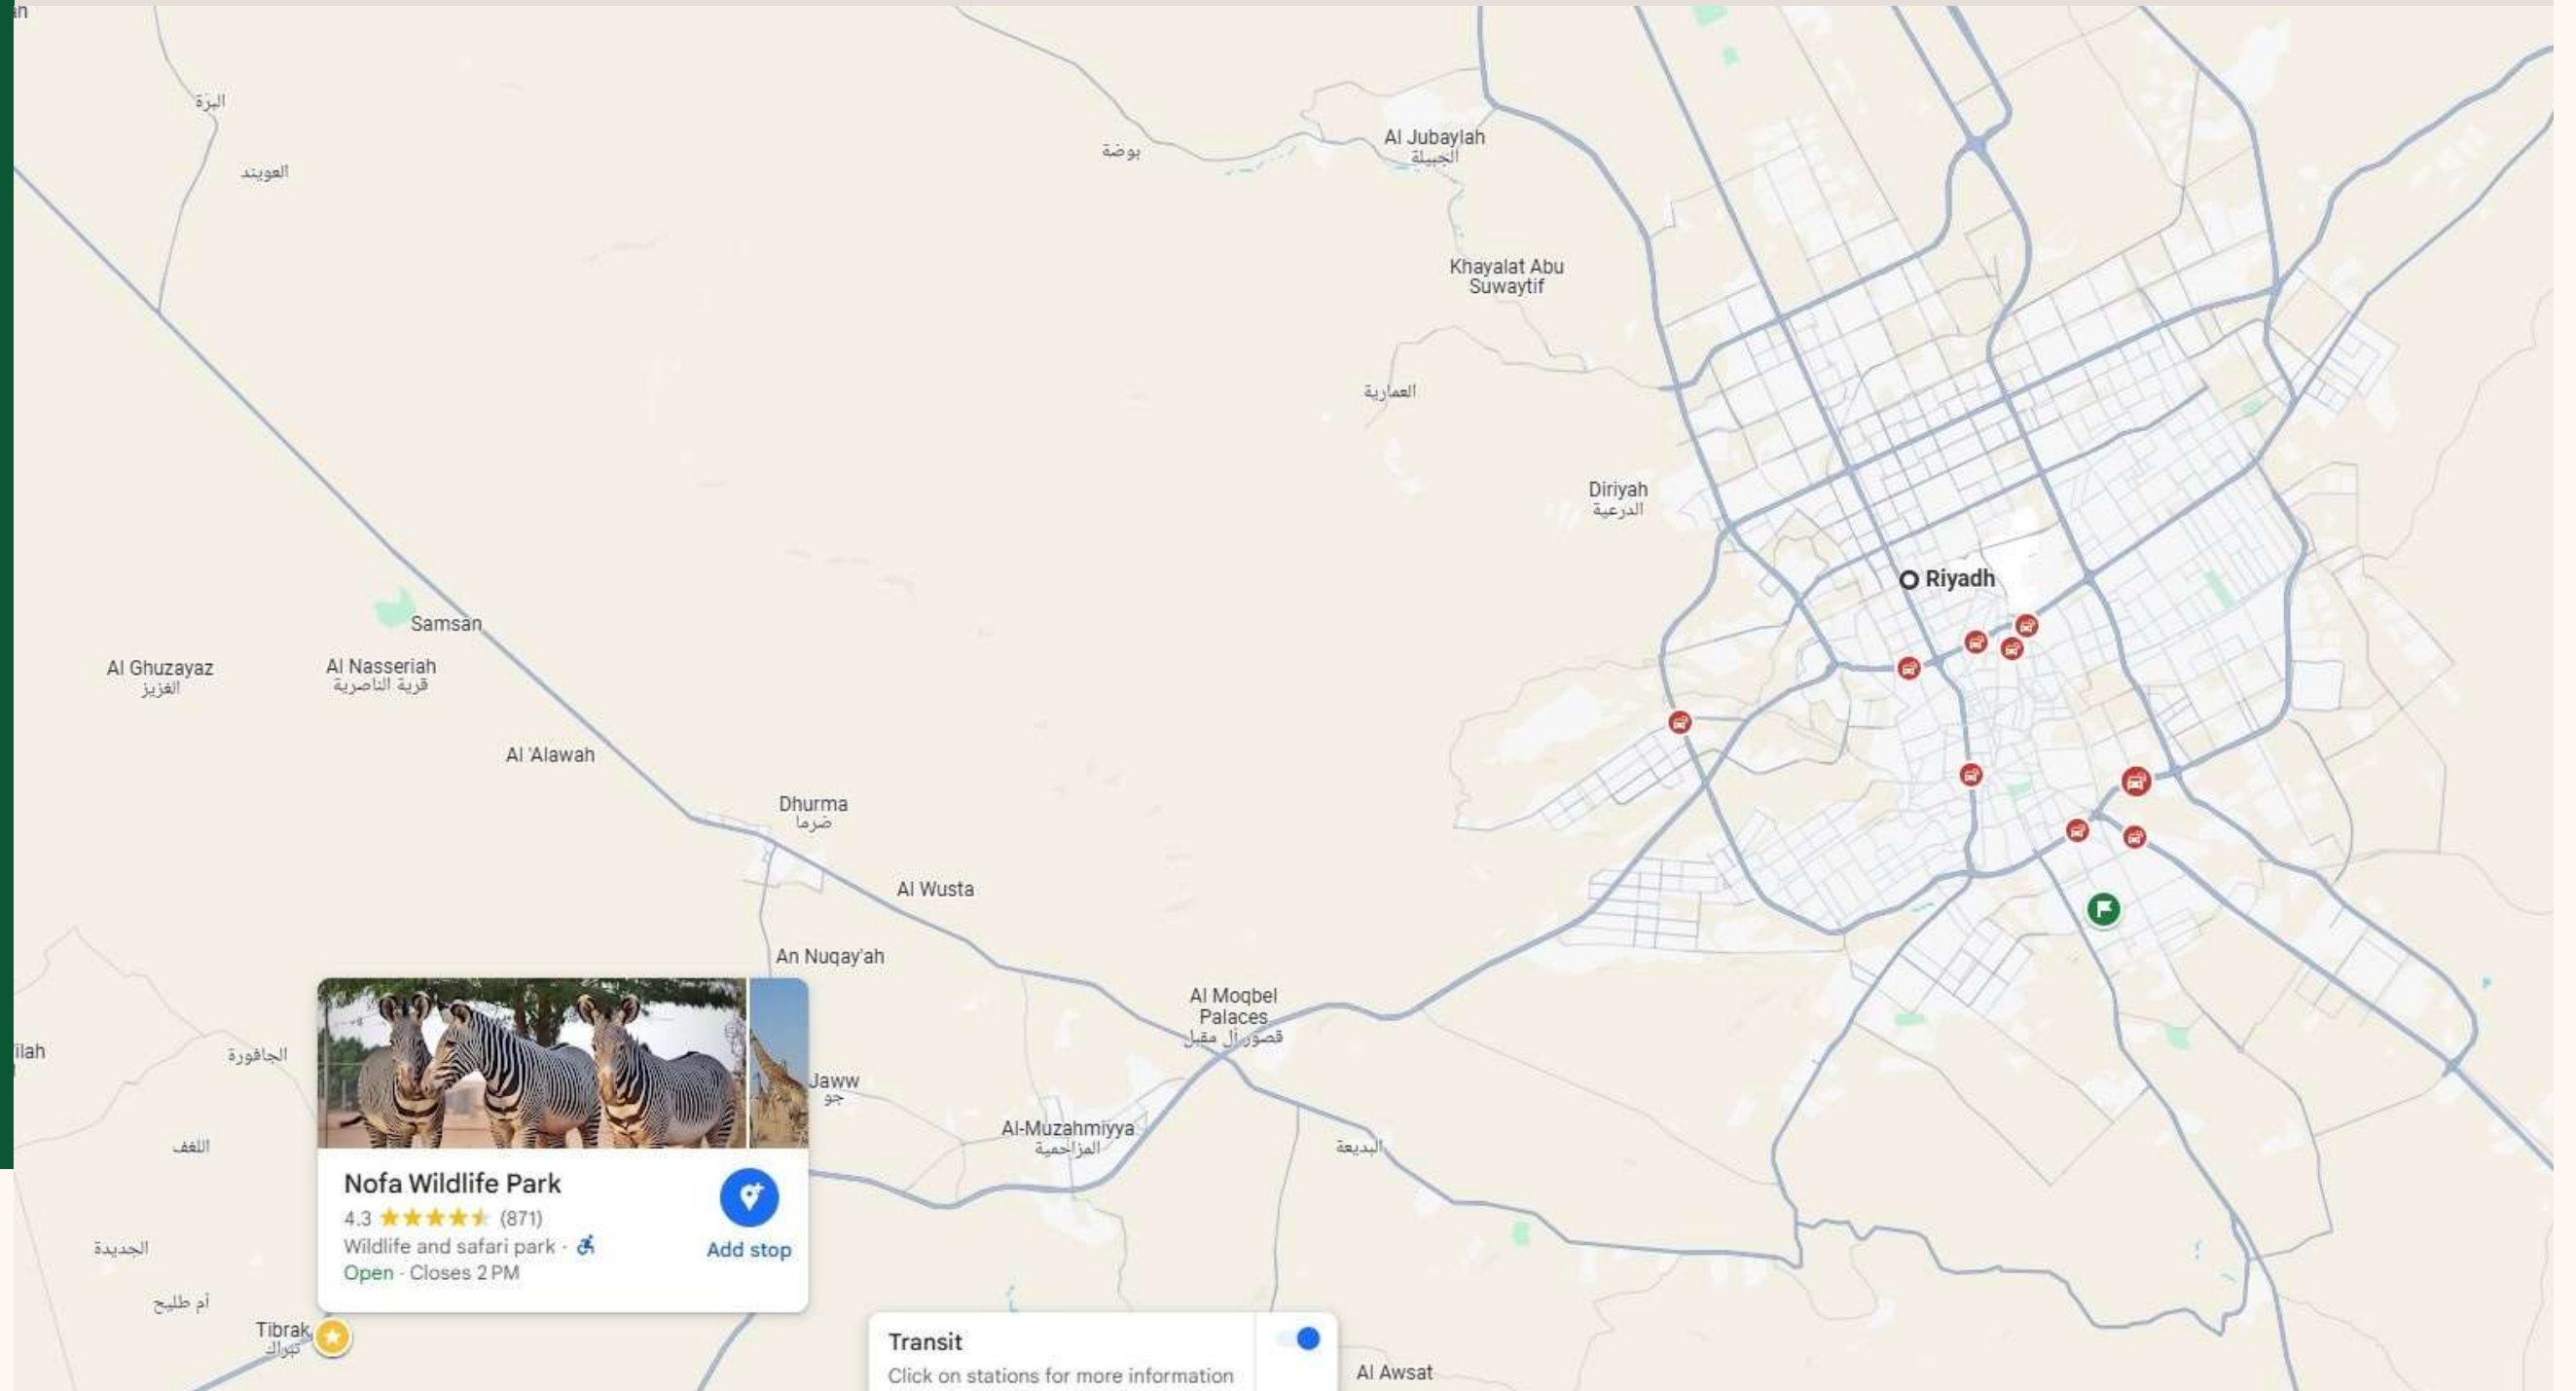 البرة
العويند
بوضة
Al Jubaylah
الجبيلة
Khayalat Abu
Suwaytif
العمارية
Diriyah
الدرعية
Riyadh
Samsan
Al Ghuzayaz
الغزيز
Al Nasseriah
قرية الناصرية
Al 'Alawah
Dhurma
ضرما
Al Wusta
An Nuqay'ah
Al Moqbel
Palaces
قصور آل مقبل
ilah
الجافورة
Jaww
جو
Al-Muzahmiyya
المزاحمية
البديعة
اللغف
Nofa Wildlife Park
4.3 (871)
Wildlife and safari park ·
Open · Closes 2 PM
Add stop
الجديدة
أم طليح
Tibrak
تبراك
Transit
Click on stations for more information
Al Awsat